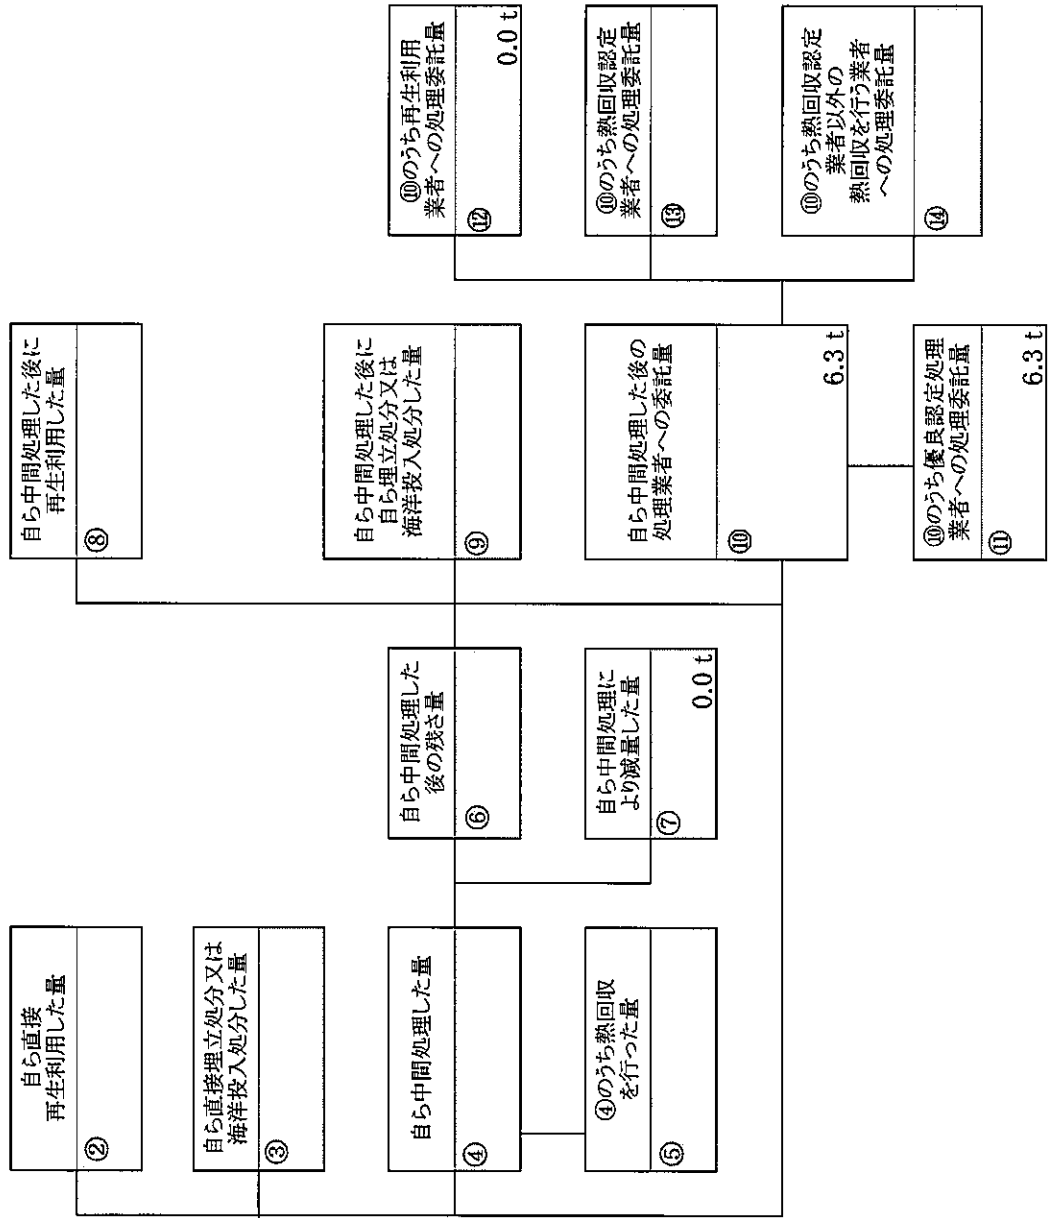 自ら直接
再生利用した量
②
自ら直接埋立処分又は
海洋投入処分した量
③
自ら中間処理した量
④
④のうち熱回収
を行った量
⑤
自ら中間処理した
後の残さ量
⑥
自ら中間処理に
より減量した量
⑦
0.0 t
自ら中間処理した後に
再生利用した量
⑧
自ら中間処理した後に
自ら埋立処分又は
海洋投入処分した量
⑨
自ら中間処理した後の
処理業者への委託量
⑩
6.3 t
⑩のうち優良認定処理
業者への処理委託量
⑪
6.3 t
⑩のうち再生利用
業者への処理委託量
⑫
0.0 t
⑩のうち熱回収認定
業者への処理委託量
⑬
⑩のうち熱回収認定
業者以外の
熱回収を行う業者
への処理委託量
⑭